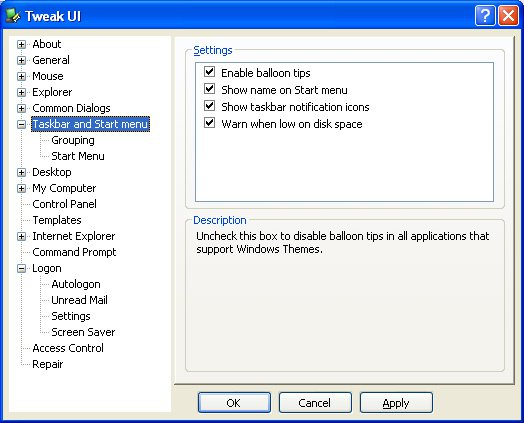 Tweak UI
About
General
Mouse
Explorer
Common Dialogs
Taskbar and Start menu
Grouping
Start Menu
Desktop
My Computer
Control Panel
Templates
Internet Explorer
Command Prompt
Logon
Autologon
Unread Mail
Settings
Screen Saver
Access Control
Repair
Settings
Enable balloon tips
Show name on Start menu
Show taskbar notification icons
Warn when low on disk space
Description
Uncheck this box to disable balloon tips in all applications that
support Windows Themes.
OK
Cancel
Apply